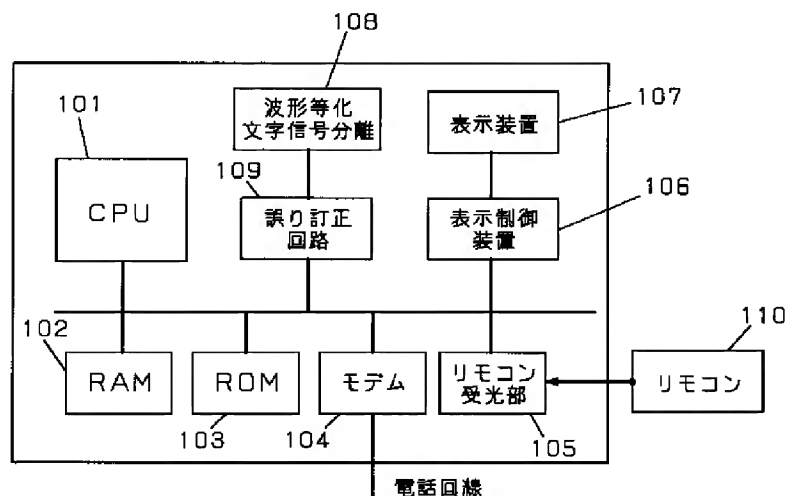 108
101
波形等化
文字信号分離
表示装置
107
109
CPU
誤り訂正
回路
表示制御
装置
106
102
RAM
ROM
モデム
リモコン
受光部
110
リモコン
103
104
105
電話回線